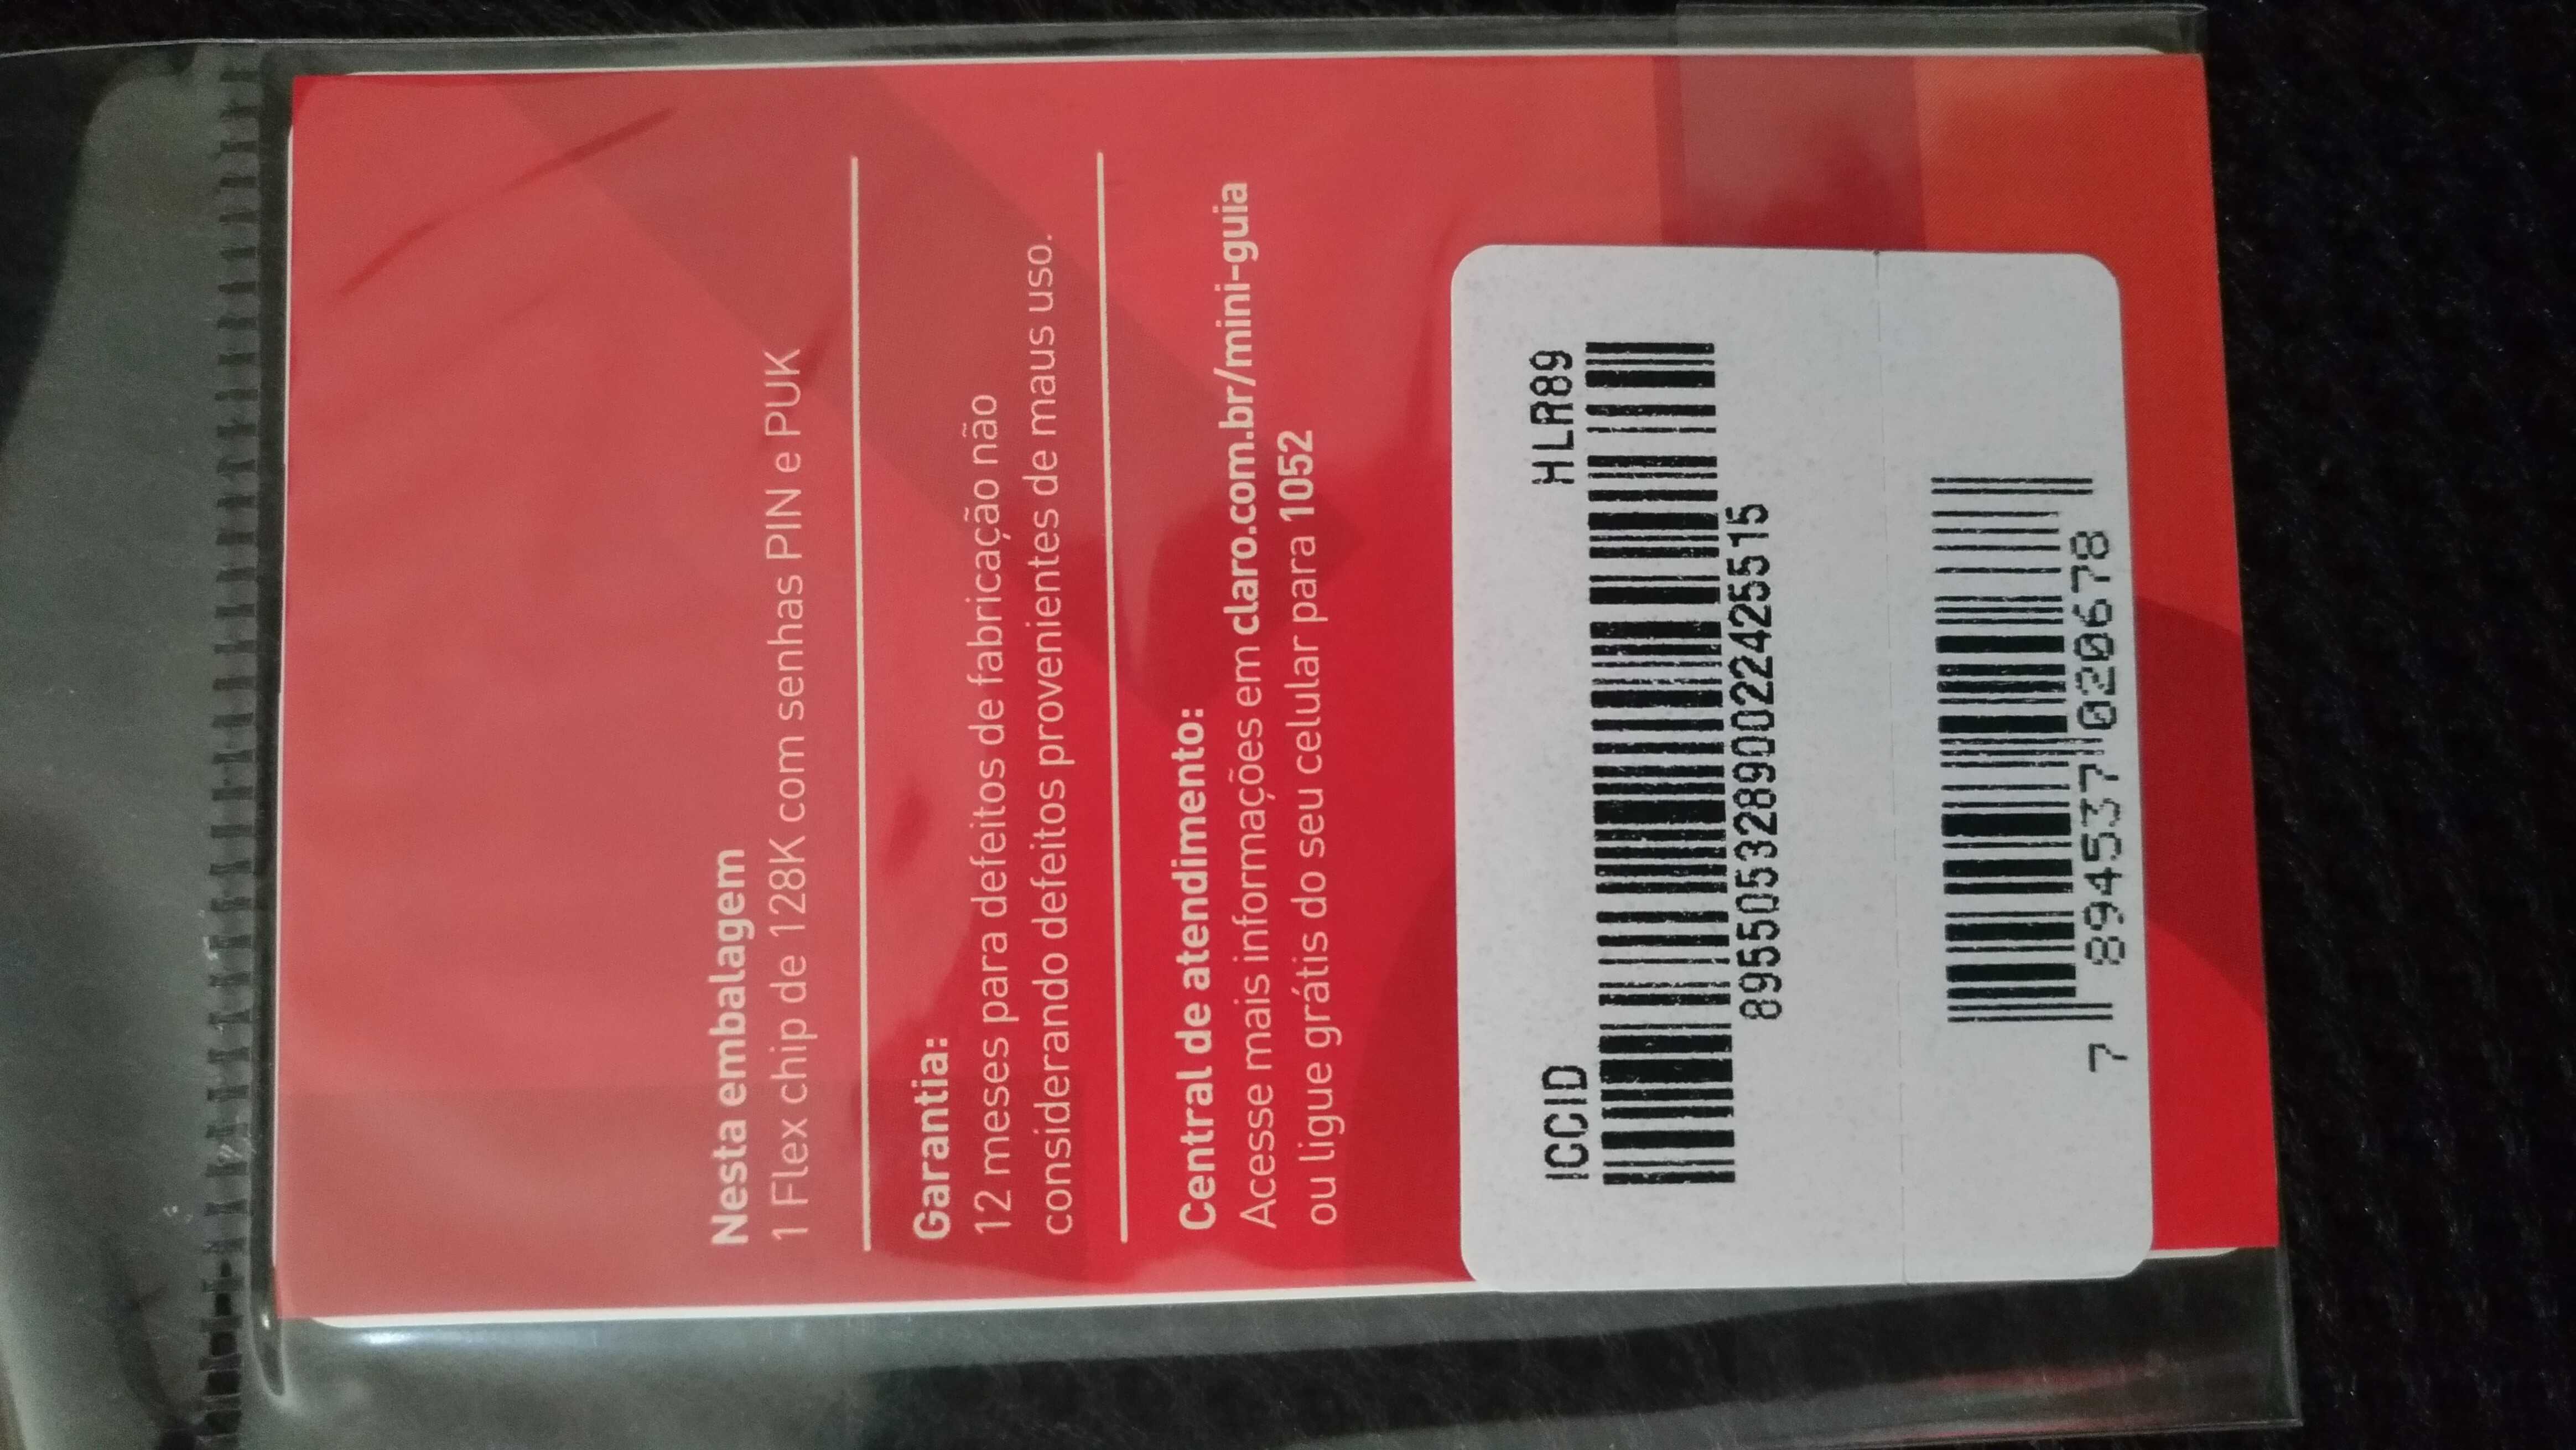 Nesta embalagem
1 Flex chip de 128K com senhas PIN e PUK
Garantia:
12 meses para defeitos de fabricação não
considerando defeitos provenientes de maus uso.
Central de atendimento:
Acesse mais informações em claro.com.br/mini-guia
ou ligue grátis do seu celular para 1052
ICCID HLR89
89550532890022425515
7 894537 020678